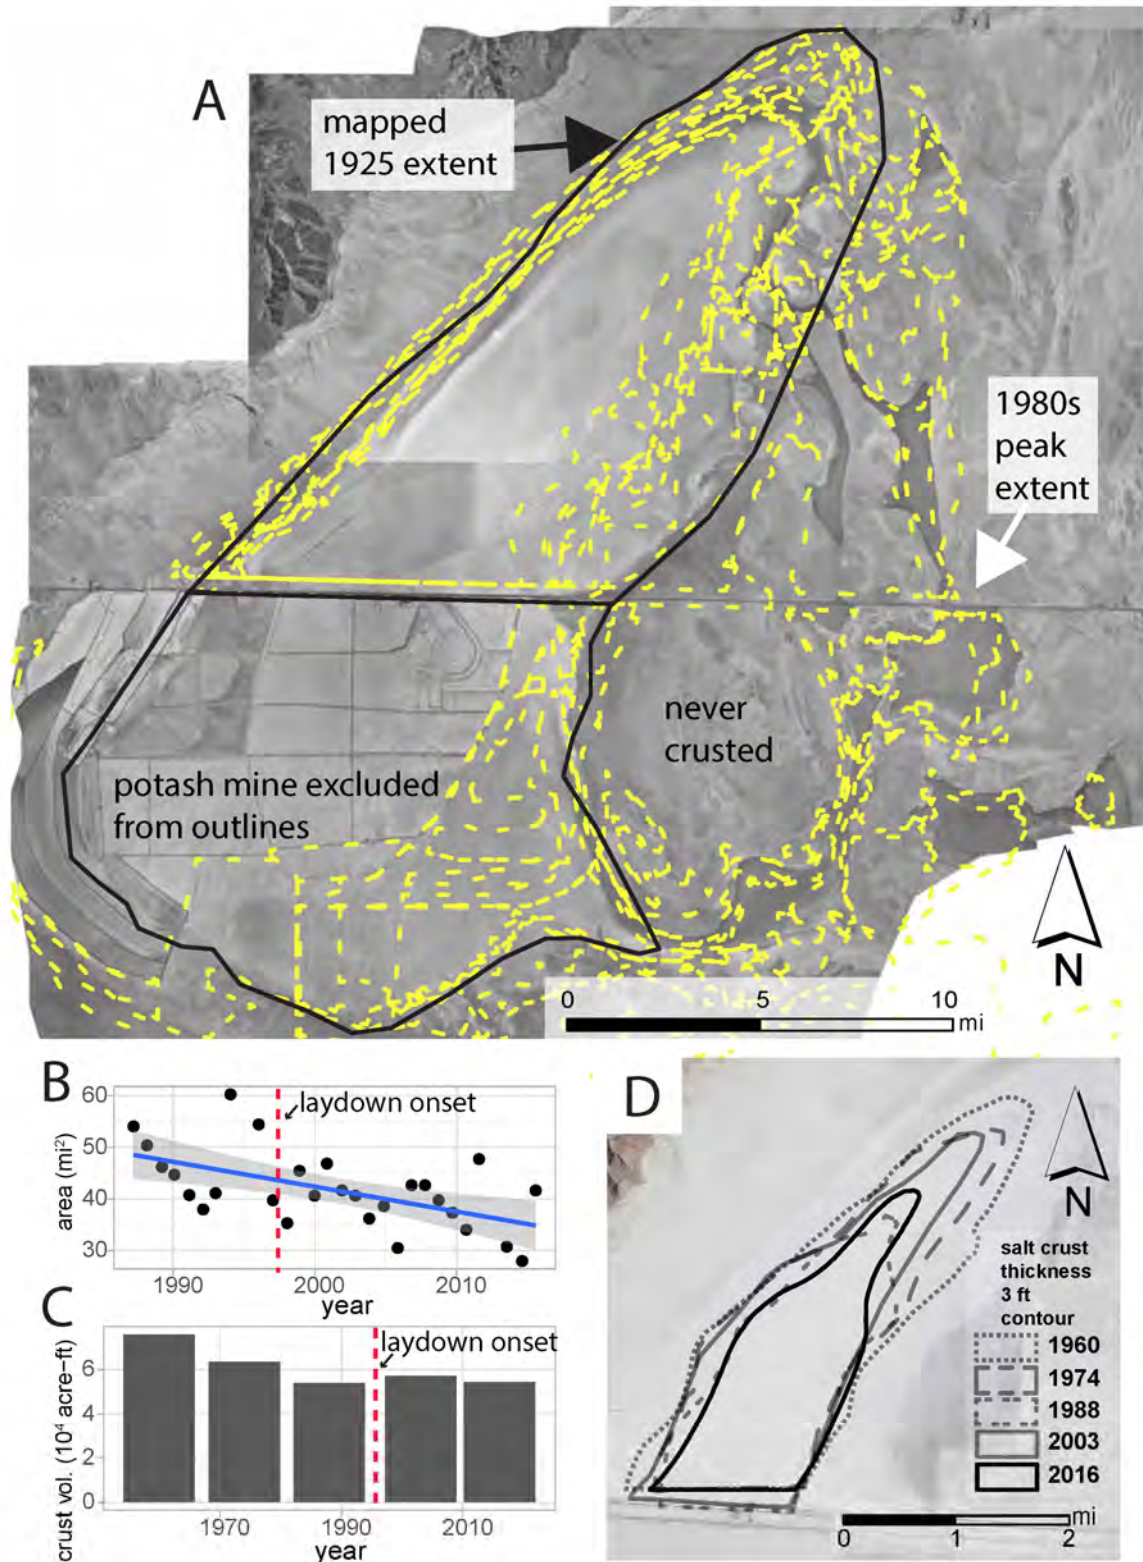 A
mapped
1925 extent
1980s
peak
extent
never
crusted
potash mine excluded
from outlines
N
0 5 10
mi
B
laydown onset
area (mi²)
60
50
40
30
1990 2000 2010
year
C
laydown onset
crust vol. (10⁴ acre−ft)
6
4
2
0
1970 1990 2010
year
D
N
salt crust
thickness
3 ft
contour
1960
1974
1988
2003
2016
mi
0 1 2